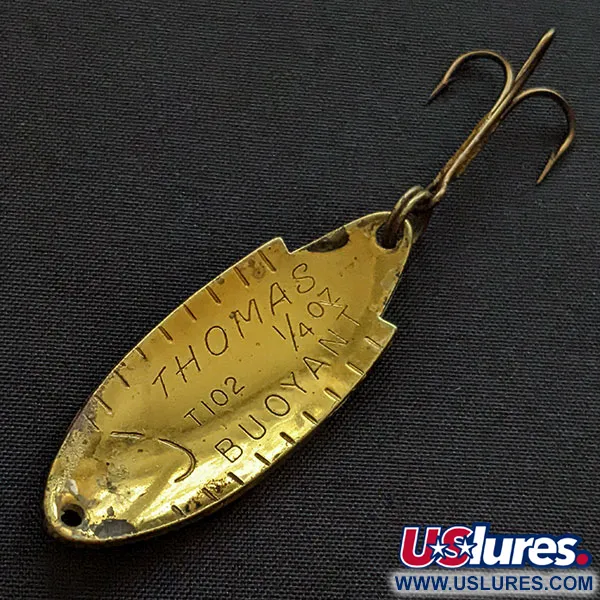 THOMAS
1/4 OZ
T102
BUOYANT
USlures.
WWW.USLURES.COM